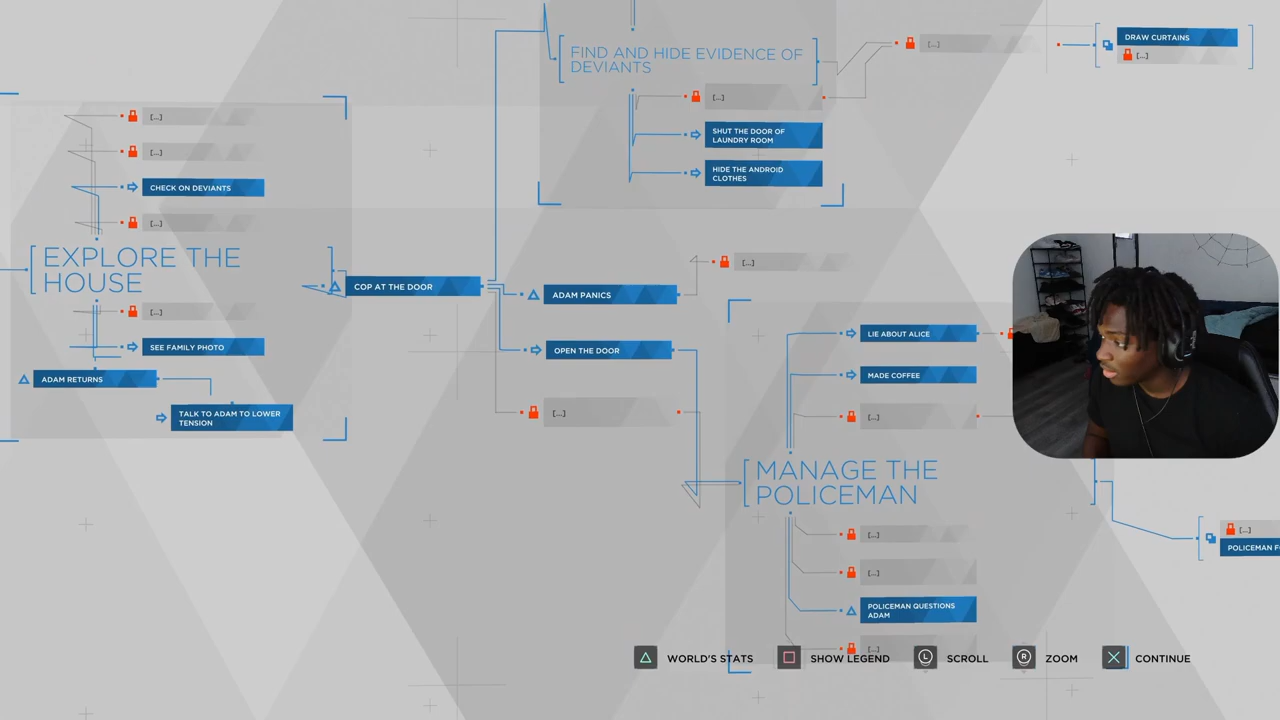 FIND AND HIDE EVIDENCE OF
DEVIANTS
[...]
SHUT THE DOOR OF
LAUNDRY ROOM
HIDE THE ANDROID
CLOTHES
[...]
DRAW CURTAINS
[...]
[...]
[...]
CHECK ON DEVIANTS
[...]
EXPLORE THE
HOUSE
[...]
SEE FAMILY PHOTO
ADAM RETURNS
TALK TO ADAM TO LOWER
TENSION
COP AT THE DOOR
ADAM PANICS
[...]
OPEN THE DOOR
[...]
LIE ABOUT ALICE
MADE COFFEE
[...]
MANAGE THE
POLICEMAN
[...]
[...]
POLICEMAN QUESTIONS
ADAM
[...]
[...]
POLICEMAN
WORLD'S STATS
SHOW LEGEND
L SCROLL
R ZOOM
CONTINUE